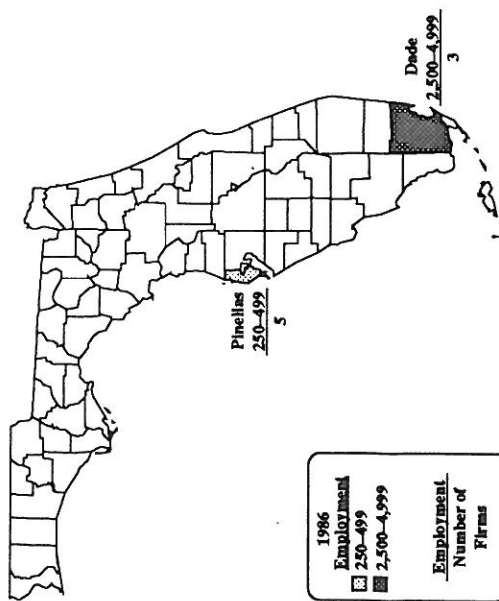 Dade
2,500–4,999
3
Pinellas
250–499
5
1986
Employment
250–499
2,500–4,999
Employment
Number of
Firms